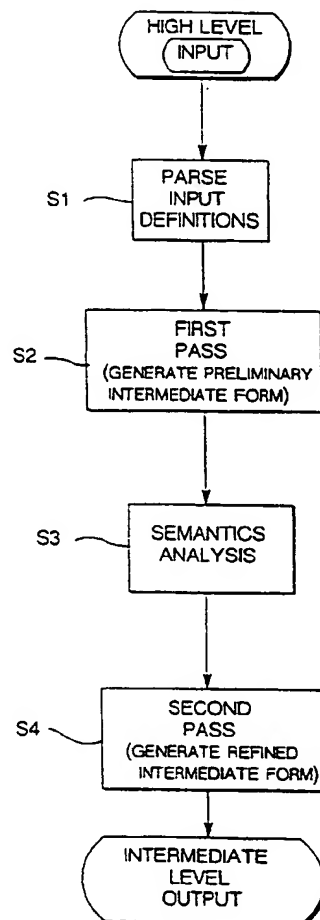 HIGH LEVEL
INPUT
S1
PARSE
INPUT
DEFINITIONS
S2
FIRST
PASS
(GENERATE PRELIMINARY
INTERMEDIATE FORM)
S3
SEMANTICS
ANALYSIS
S4
SECOND
PASS
(GENERATE REFINED
INTERMEDIATE FORM)
INTERMEDIATE
LEVEL
OUTPUT